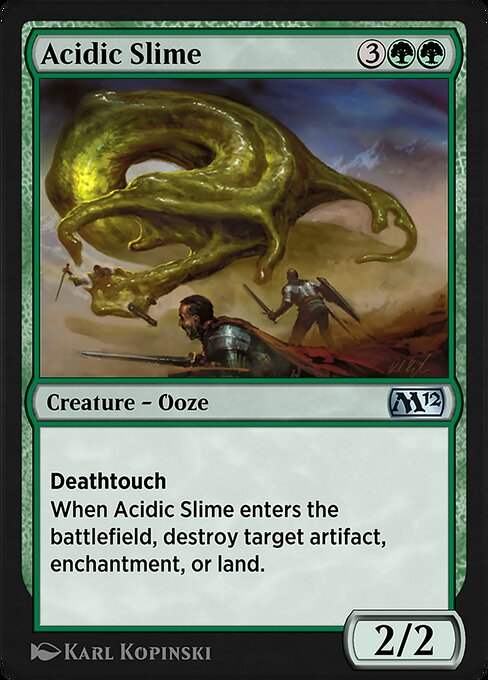 Acidic Slime 3
Creature – Ooze M12
Deathtouch
When Acidic Slime enters the
battlefield, destroy target artifact,
enchantment, or land.
2/2
Karl Kopinski